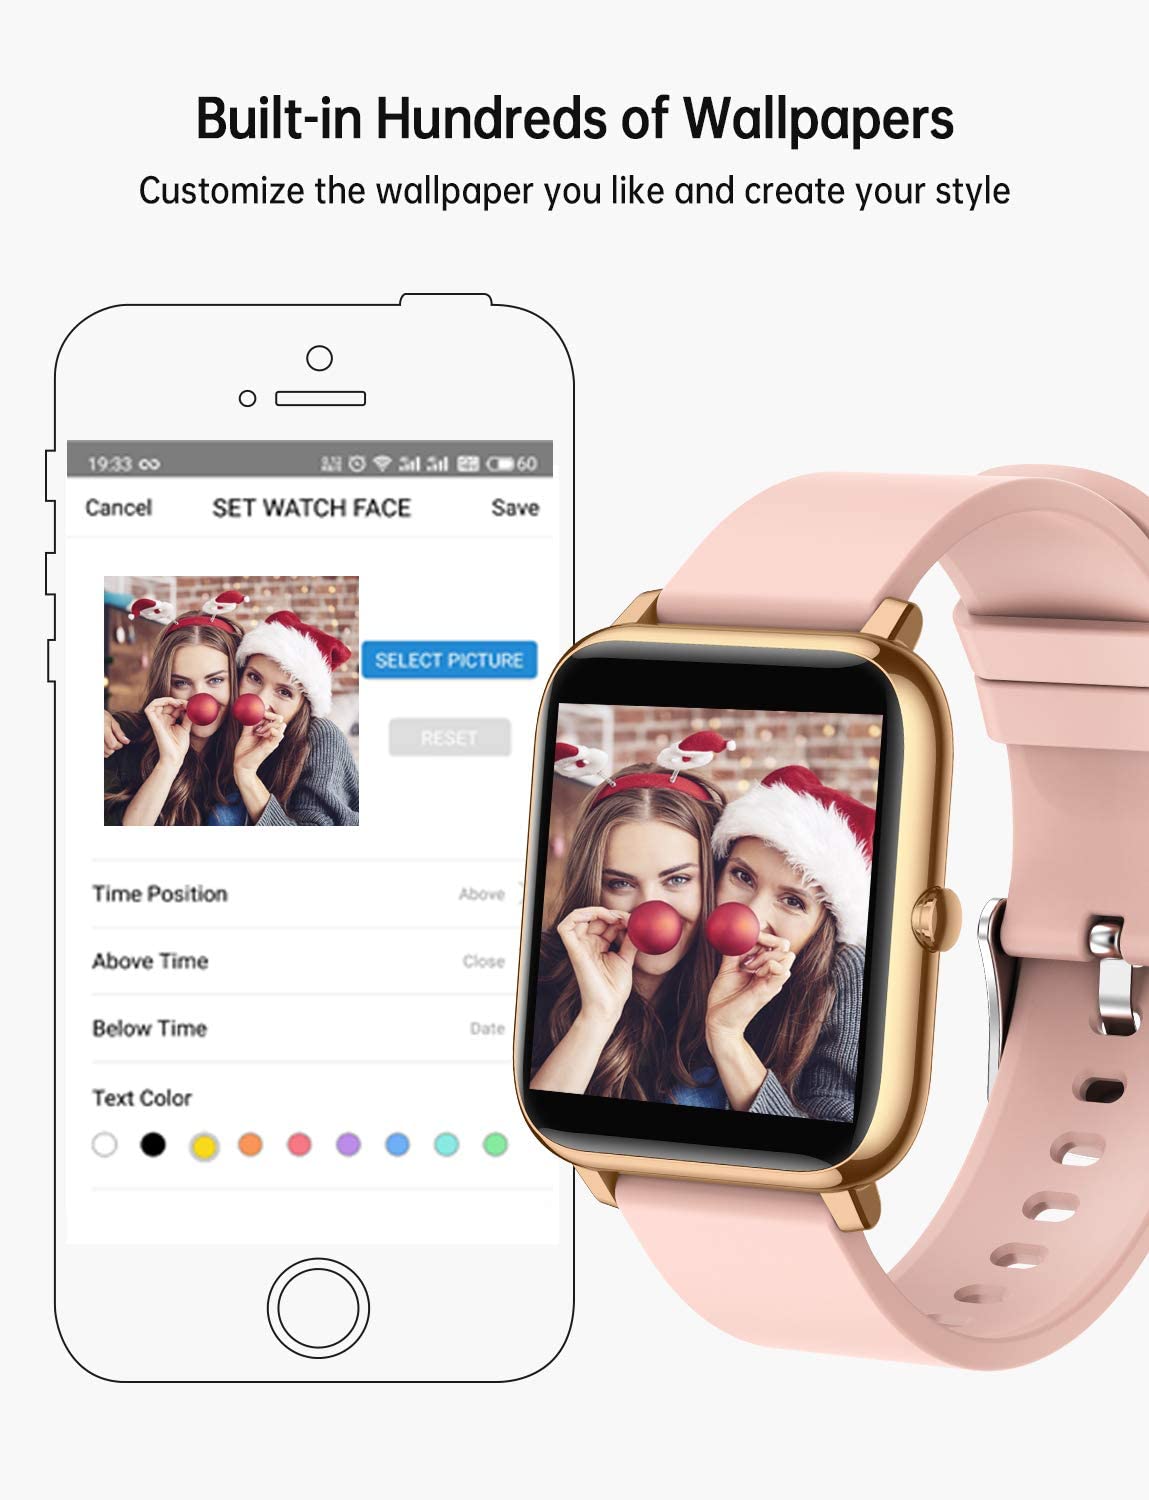 Built-in Hundreds of Wallpapers
Customize the wallpaper you like and create your style
19:33 60
Cancel SET WATCH FACE Save
SELECT PICTURE
RESET
Time Position Above
Above Time Close
Below Time Date
Text Color